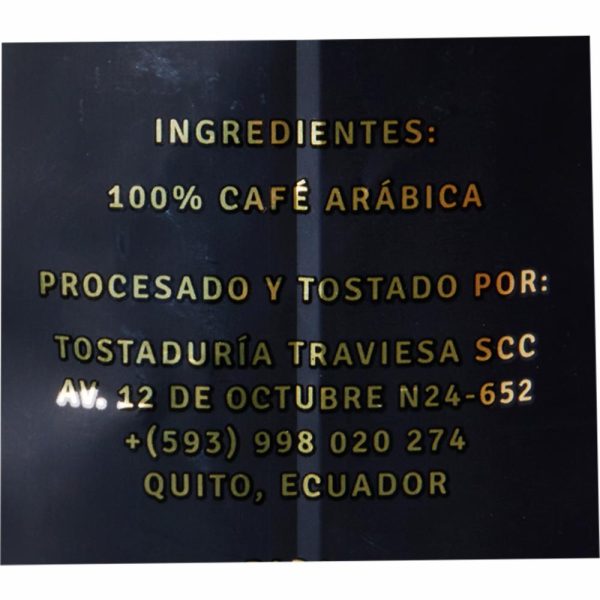 INGREDIENTES:
100% CAFÉ ARÁBICA
PROCESADO Y TOSTADO POR:
TOSTADURÍA TRAVIESA SCC
AV. 12 DE OCTUBRE N24-652
+(593) 998 020 274
QUITO, ECUADOR